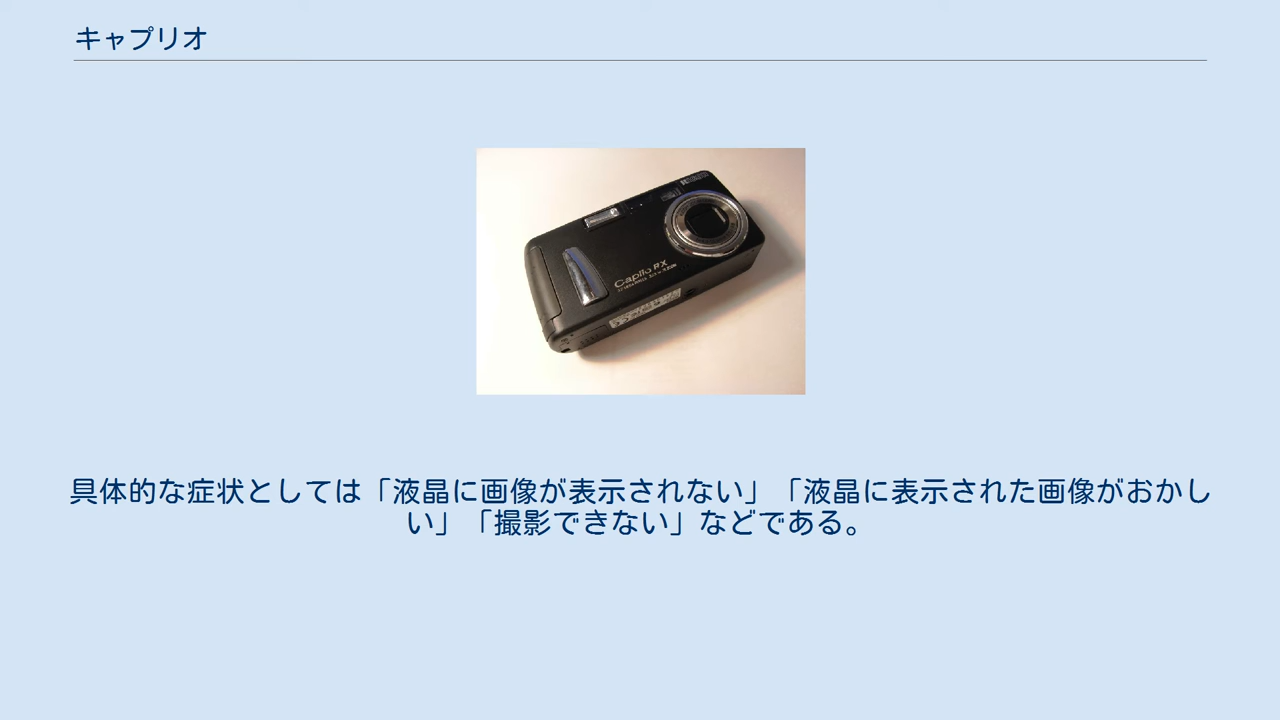 キャプリオ
Caplio RX
具体的な症状としては「液晶に画像が表示されない」「液晶に表示された画像がおかし
い」「撮影できない」などである。